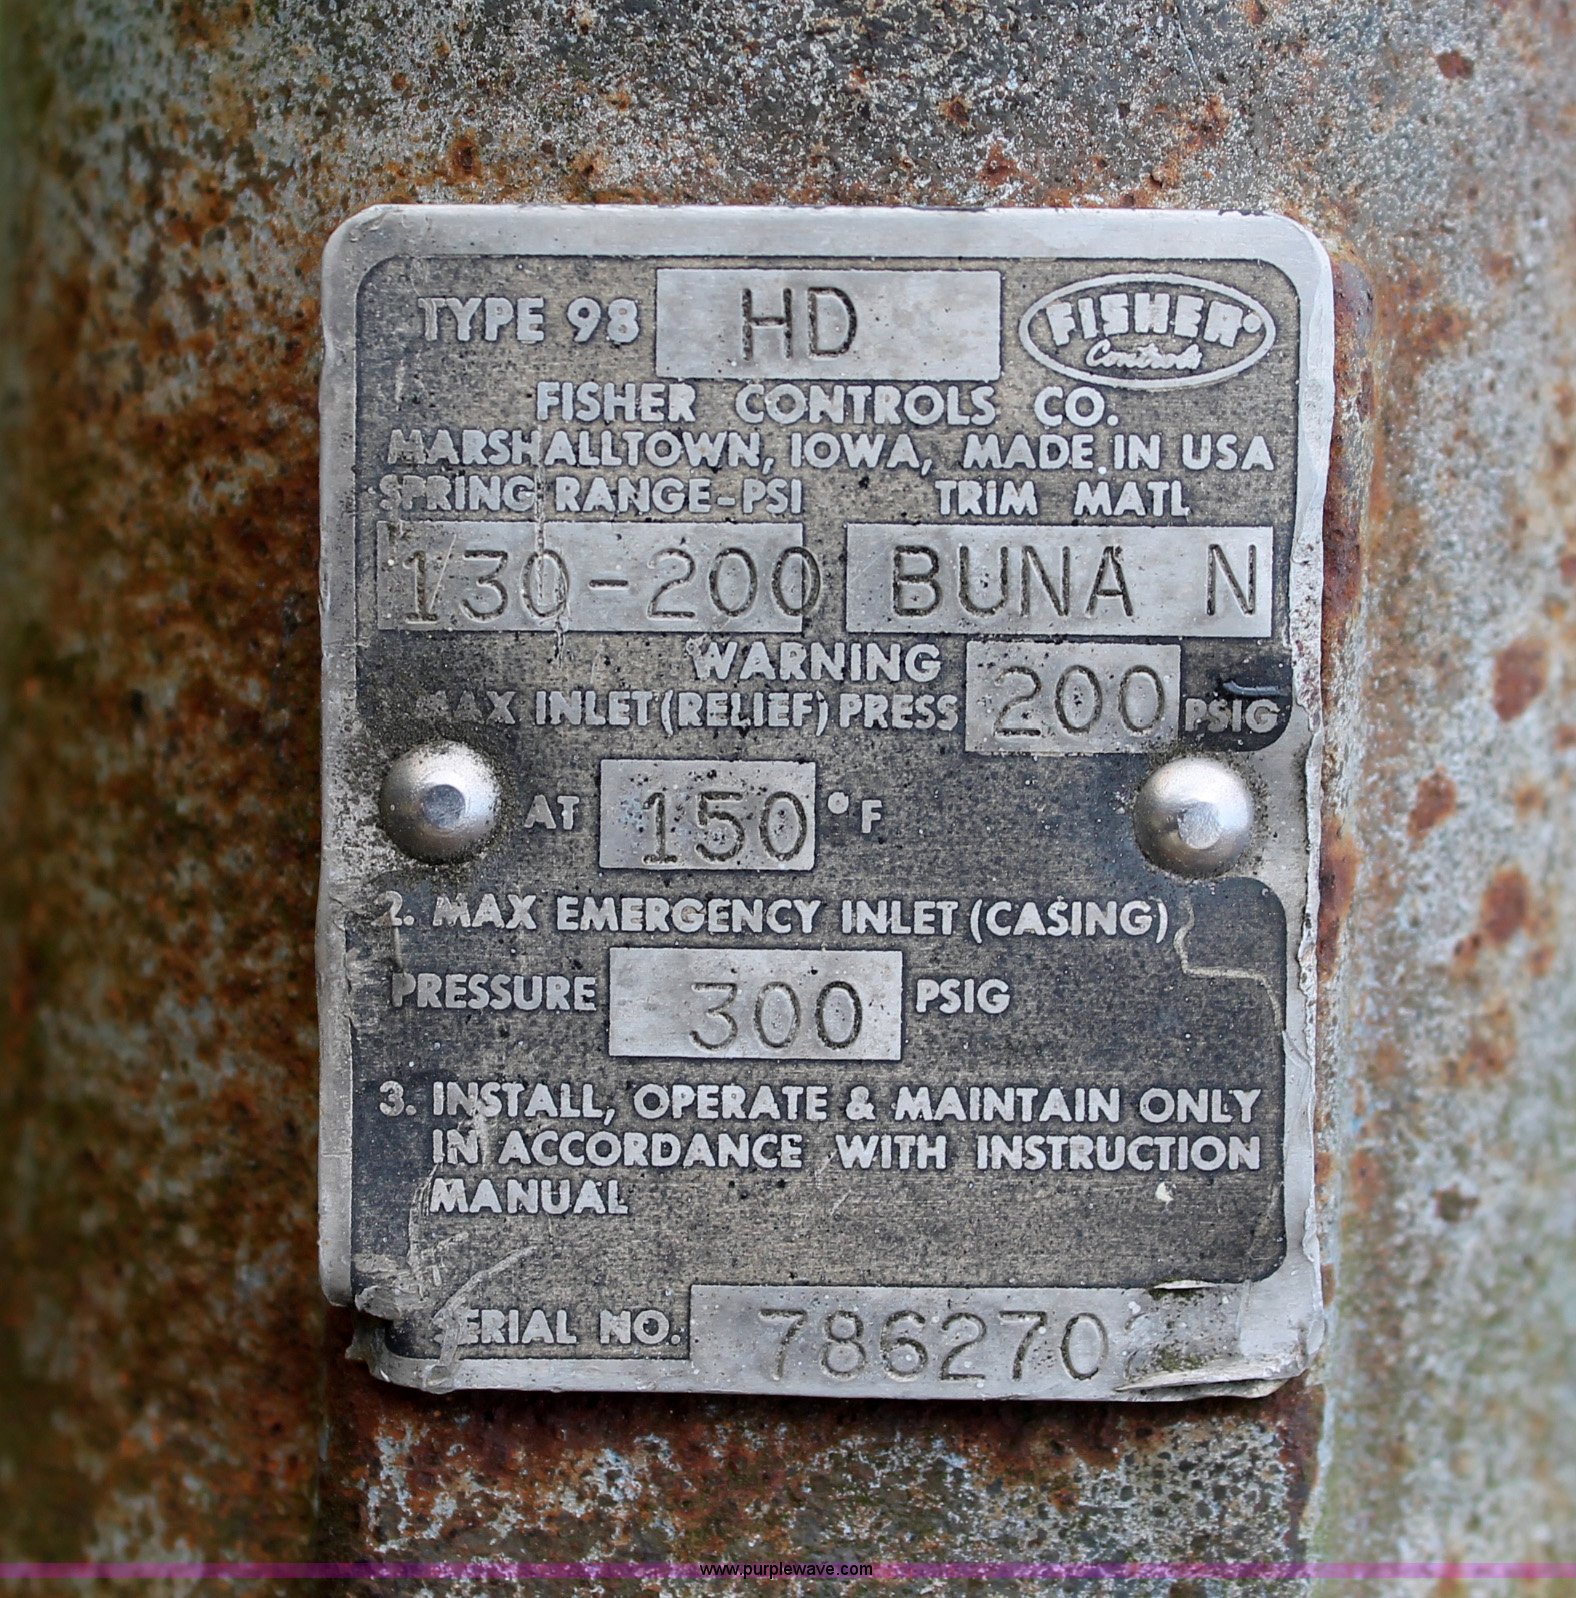 TYPE 98 HD FISHER® Controls
FISHER CONTROLS CO.
MARSHALLTOWN, IOWA, MADE IN USA
SPRING RANGE-PSI TRIM MATL
130-200 BUNA N
WARNING
MAX INLET (RELIEF) PRESS 200 PSIG
AT 150 °F
2. MAX EMERGENCY INLET (CASING)
PRESSURE 300 PSIG
3. INSTALL, OPERATE & MAINTAIN ONLY
IN ACCORDANCE WITH INSTRUCTION
MANUAL
SERIAL NO. 786270
www.purplewave.com